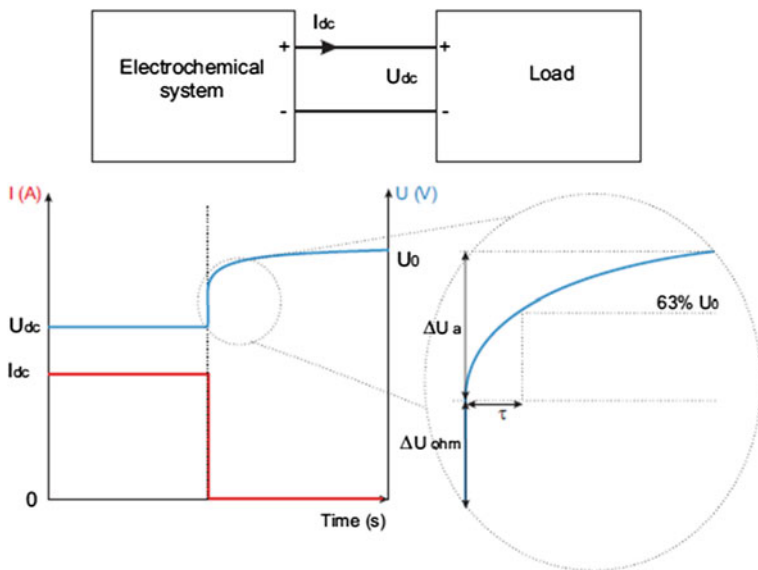 Idc
+ +
Electrochemical
system
Udc
Load
- -
I (A)
U (V)
U0
63% U0
Udc
ΔU a
Idc
τ
ΔU ohm
0
Time (s)